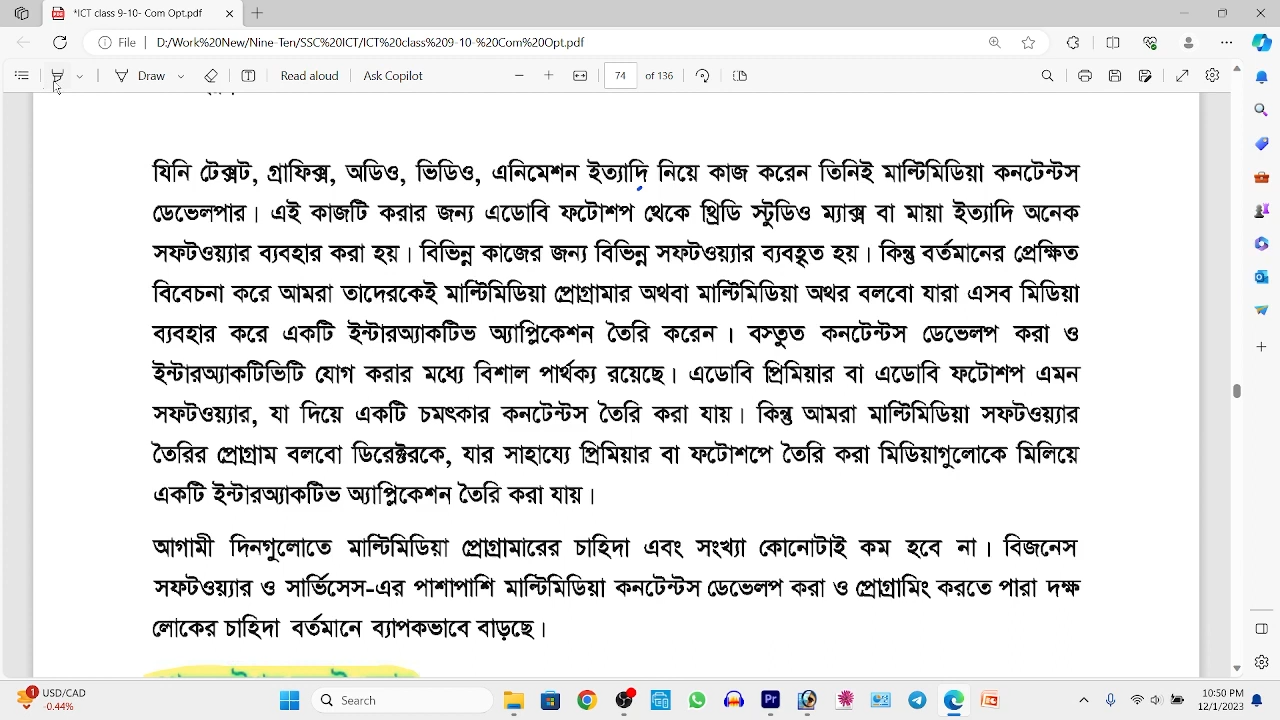 *ICT class 9-10- Com Opt.pdf
File D:/Work%20New/Nine-Ten/SSC%20ICT/ICT%20class%209-10-%20Com%20Opt.pdf
Draw Read aloud Ask Copilot 74 of 136
যিনি টেক্সট, গ্রাফিক্স, অডিও, ভিডিও, এনিমেশন ইত্যাদি নিয়ে কাজ করেন তিনিই মাল্টিমিডিয়া কনটেন্টস
ডেভেলপার। এই কাজটি করার জন্য এডোবি ফটোশপ থেকে থ্রিডি স্টুডিও ম্যাক্স বা মায়া ইত্যাদি অনেক
সফটওয়্যার ব্যবহার করা হয়। বিভিন্ন কাজের জন্য বিভিন্ন সফটওয়্যার ব্যবহৃত হয়। কিন্তু বর্তমানের প্রেক্ষিত
বিবেচনা করে আমরা তাদেরকেই মাল্টিমিডিয়া প্রোগ্রামার অথবা মাল্টিমিডিয়া অথর বলবো যারা এসব মিডিয়া
ব্যবহার করে একটি ইন্টারঅ্যাকটিভ অ্যাপ্লিকেশন তৈরি করেন । বস্তুত কনটেন্টস ডেভেলপ করা ও
ইন্টারঅ্যাকটিভিটি যোগ করার মধ্যে বিশাল পার্থক্য রয়েছে। এডোবি প্রিমিয়ার বা এডোবি ফটোশপ এমন
সফটওয়্যার, যা দিয়ে একটি চমৎকার কনটেন্টস তৈরি করা যায়। কিন্তু আমরা মাল্টিমিডিয়া সফটওয়্যার
তৈরির প্রোগ্রাম বলবো ডিরেক্টরকে, যার সাহায্যে প্রিমিয়ার বা ফটোশপে তৈরি করা মিডিয়াগুলোকে মিলিয়ে
একটি ইন্টারঅ্যাকটিভ অ্যাপ্লিকেশন তৈরি করা যায়।
আগামী দিনগুলোতে মাল্টিমিডিয়া প্রোগ্রামারের চাহিদা এবং সংখ্যা কোনোটাই কম হবে না। বিজনেস
সফটওয়্যার ও সার্ভিসেস-এর পাশাপাশি মাল্টিমিডিয়া কনটেন্টস ডেভেলপ করা ও প্রোগ্রামিং করতে পারা দক্ষ
লোকের চাহিদা বর্তমানে ব্যাপকভাবে বাড়ছে।
1 USD/CAD
-0.44%
Search
Pr
10:50 PM
12/1/2023